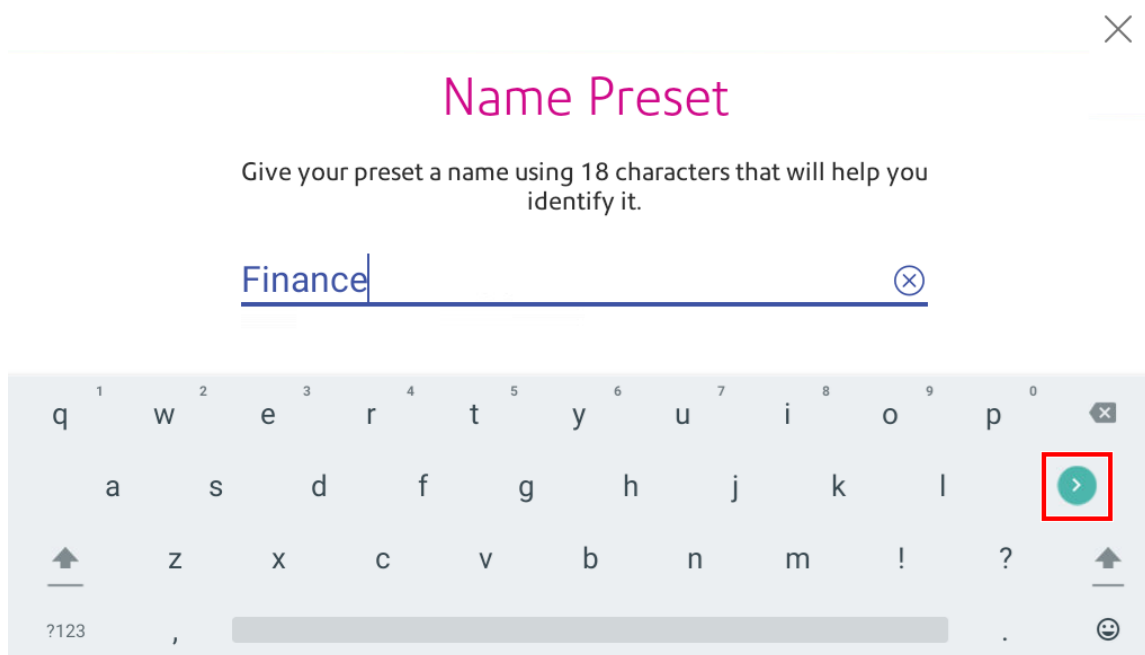 Name Preset
Give your preset a name using 18 characters that will help you
identify it.
Finance
1 2 3 4 5 6 7 8 9 0
q w e r t y u i o p
a s d f g h j k l
z x c v b n m ! ?
?123 , .